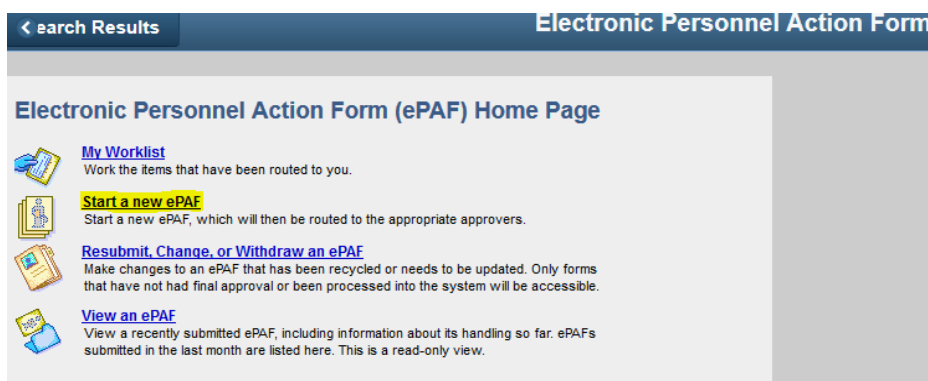 earch Results
Electronic Personnel Action Form
Electronic Personnel Action Form (ePAF) Home Page
My Worklist
Work the items that have been routed to you.
Start a new ePAF
Start a new ePAF, which will then be routed to the appropriate approvers.
Resubmit, Change, or Withdraw an ePAF
Make changes to an ePAF that has been recycled or needs to be updated. Only forms
that have not had final approval or been processed into the system will be accessible.
View an ePAF
View a recently submitted ePAF, including information about its handling so far. ePAFs
submitted in the last month are listed here. This is a read-only view.